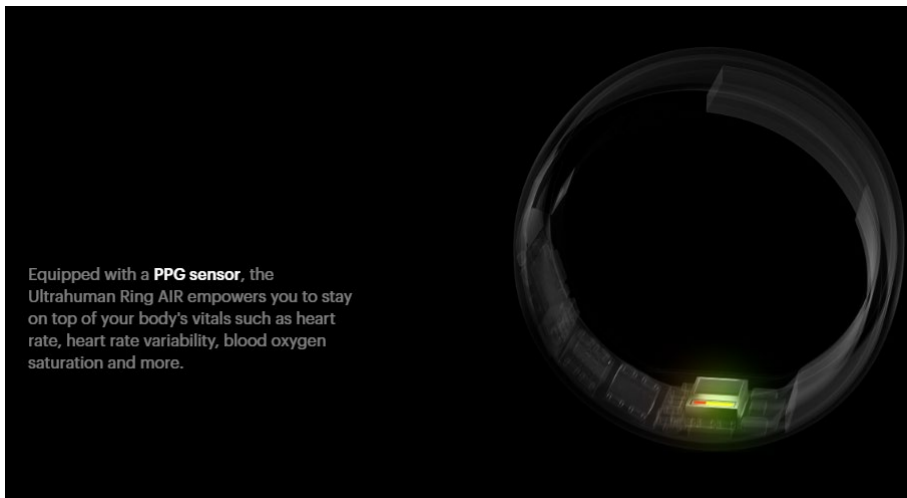 Equipped with a PPG sensor, the
Ultrahuman Ring AIR empowers you to stay
on top of your body's vitals such as heart
rate, heart rate variability, blood oxygen
saturation and more.